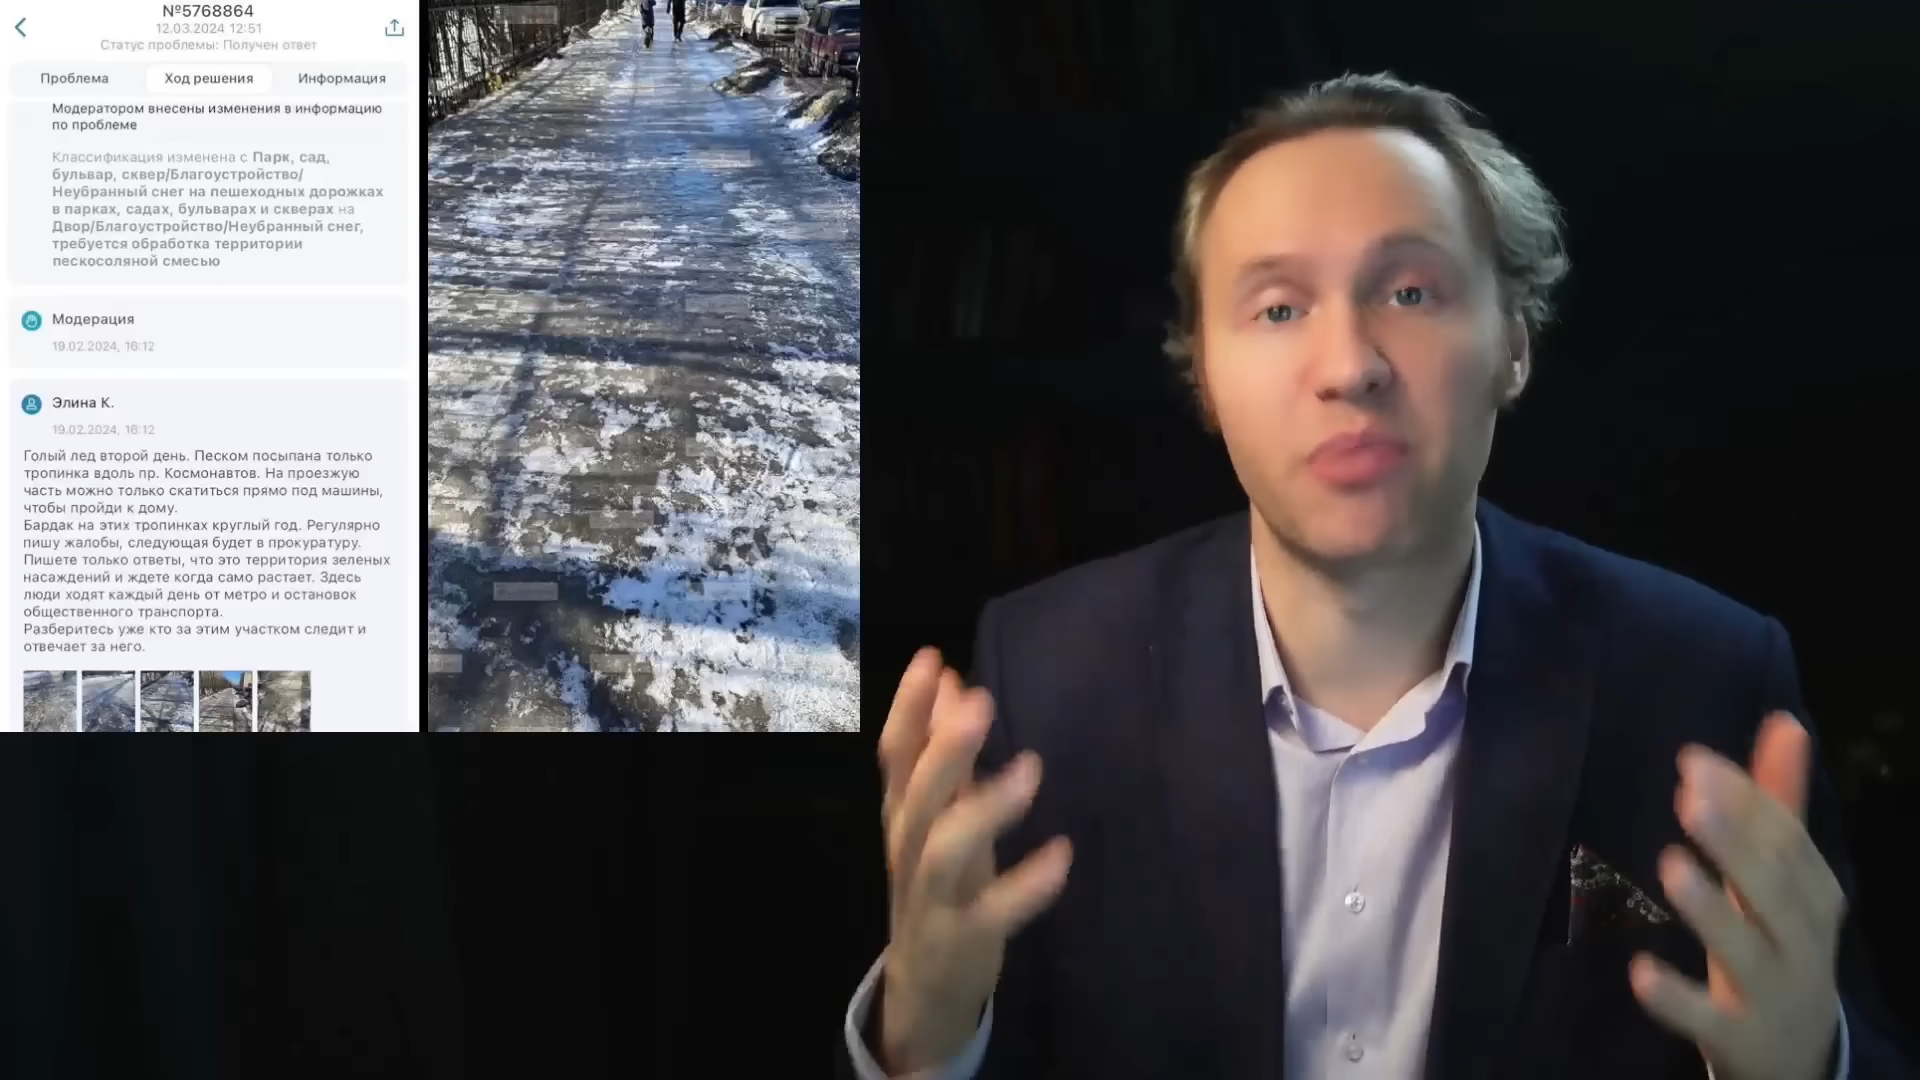 №5768864
12.03.2024 12:51
Статус проблемы: Получен ответ
Проблема
Ход решения
Информация
Модератором внесены изменения в информацию
по проблеме
Классификация изменена с Парк, сад,
бульвар, сквер/Благоустройство/
Неубранный снег на пешеходных дорожках
в парках, садах, бульварах и скверах на
Двор/Благоустройство/Неубранный снег,
требуется обработка территории
пескосоляной смесью
Модерация
19.02.2024, 16:12
Элина К.
19.02.2024, 16:12
Голый лед второй день. Песком посыпана только
тропинка вдоль пр. Космонавтов. На проезжую
часть можно только скатиться прямо под машины,
чтобы пройди к дому.
Бардак на этих тропинках круглый год. Регулярно
пишу жалобы, следующая будет в прокуратуру.
Пишете только ответы, что это территория зеленых
насаждений и ждете когда само растает. Здесь
люди ходят каждый день от метро и остановок
общественного транспорта.
Разберитесь уже кто за этим участком следит и
отвечает за него.